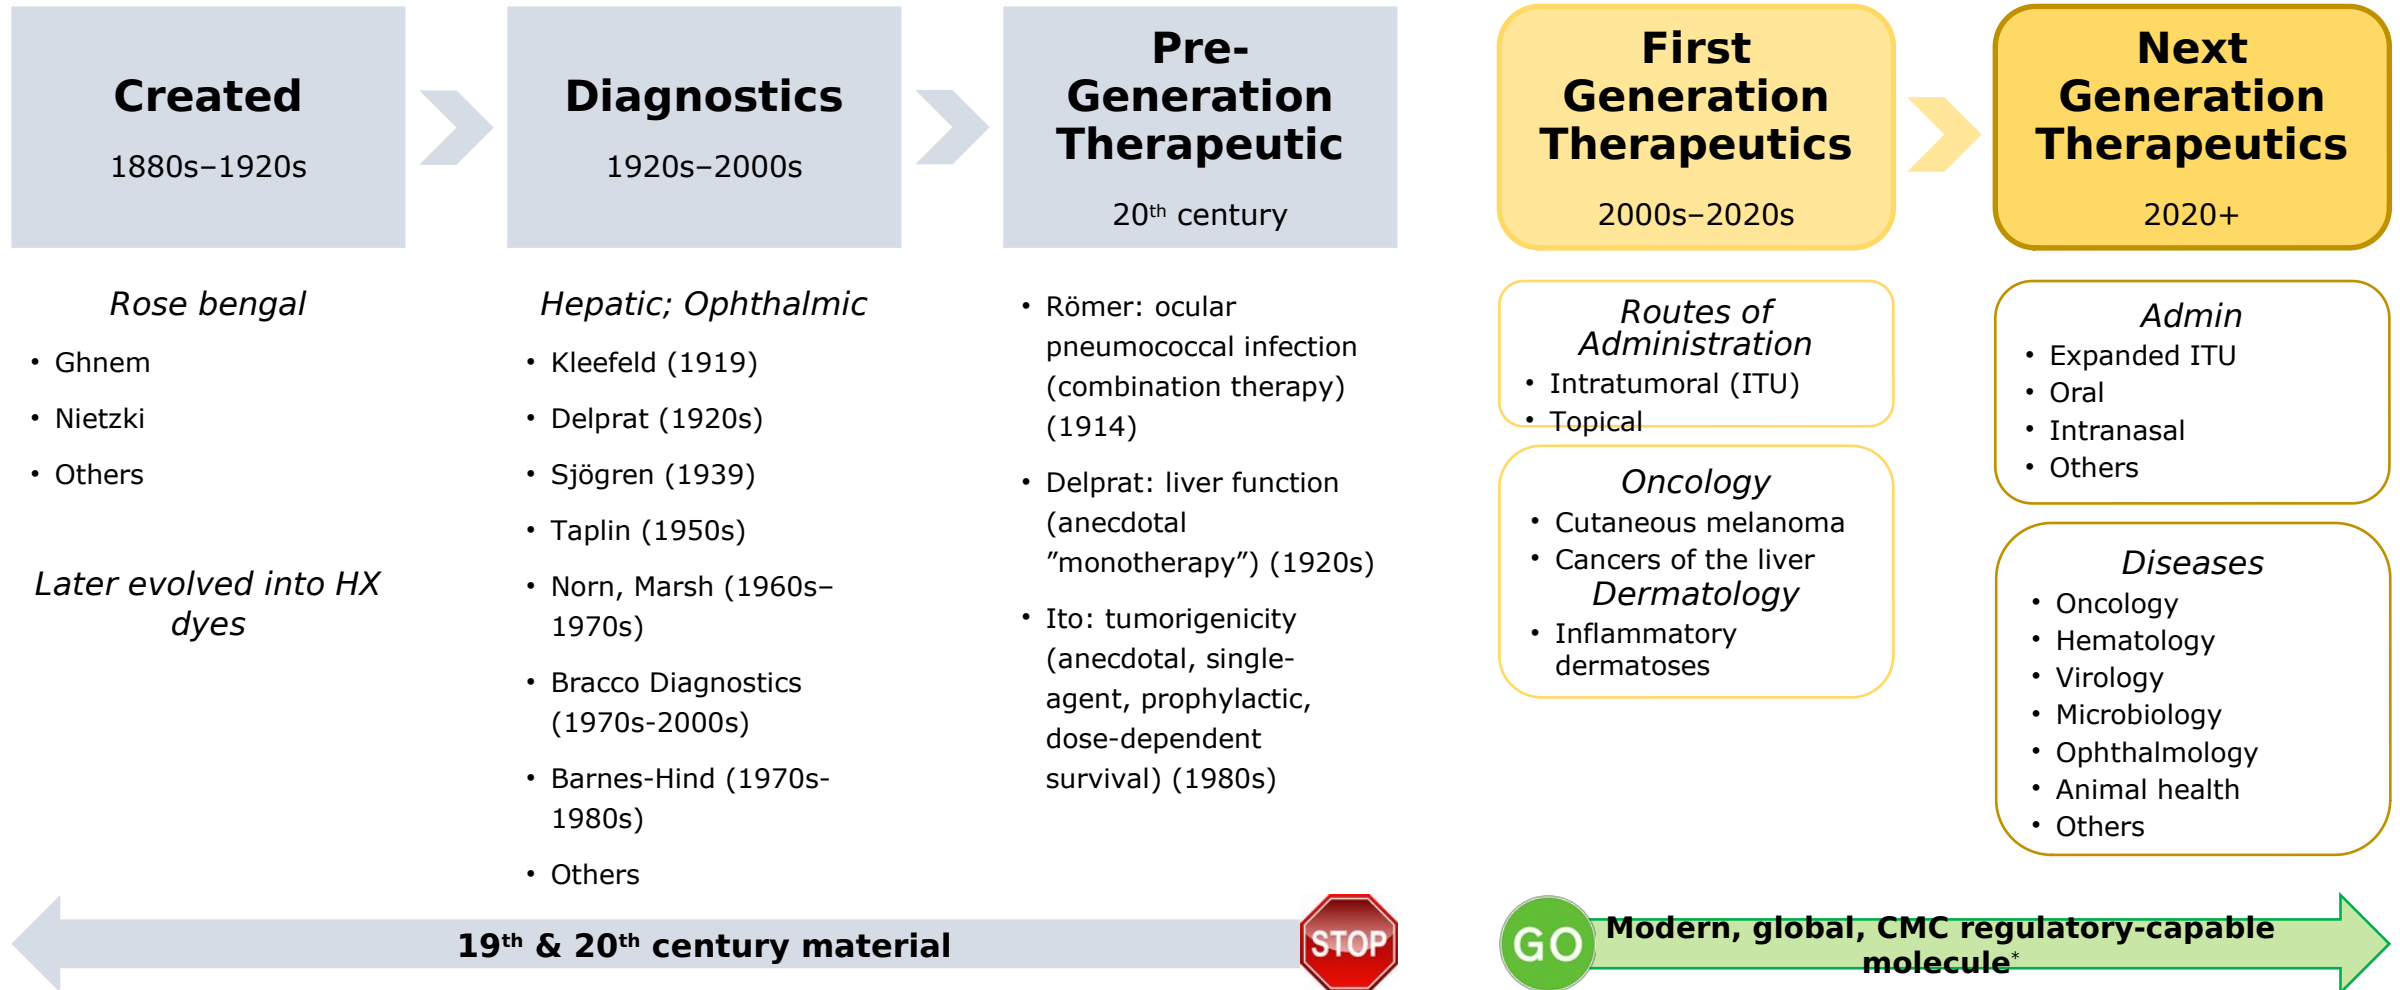 Created
1880s–1920s
Rose bengal
• Ghnem
• Nietzki
• Others
Later evolved into HX
dyes
Diagnostics
1920s–2000s
Hepatic; Ophthalmic
• Kleefeld (1919)
• Delprat (1920s)
• Sjögren (1939)
• Taplin (1950s)
• Norn, Marsh (1960s–
1970s)
• Bracco Diagnostics
(1970s-2000s)
• Barnes-Hind (1970s-
1980s)
• Others
Pre-
Generation
Therapeutic
20th century
• Römer: ocular
pneumococcal infection
(combination therapy)
(1914)
• Delprat: liver function
(anecdotal
”monotherapy”) (1920s)
• Ito: tumorigenicity
(anecdotal, single-
agent, prophylactic,
dose-dependent
survival) (1980s)
19th & 20th century material
STOP
First
Generation
Therapeutics
2000s–2020s
Routes of
Administration
• Intratumoral (ITU)
• Topical
Oncology
• Cutaneous melanoma
• Cancers of the liver
Dermatology
• Inflammatory
dermatoses
Next
Generation
Therapeutics
2020+
Admin
• Expanded ITU
• Oral
• Intranasal
• Others
Diseases
• Oncology
• Hematology
• Virology
• Microbiology
• Ophthalmology
• Animal health
• Others
GO
Modern, global, CMC regulatory-capable
molecule*